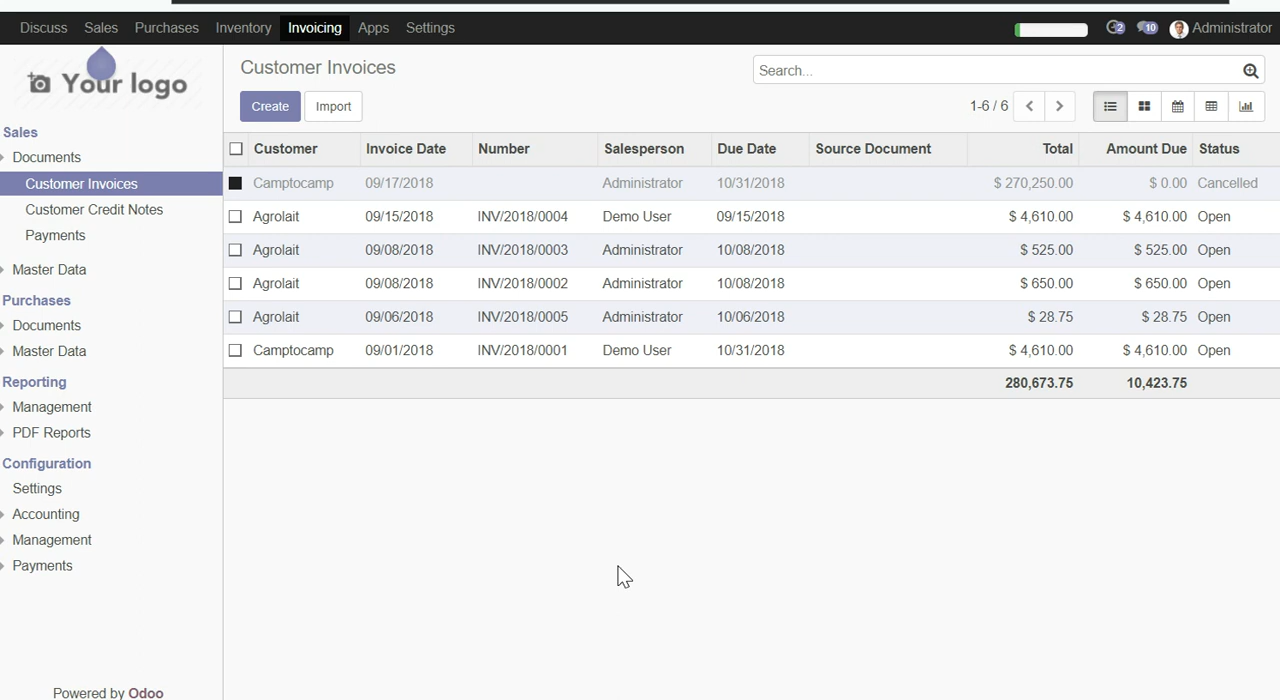 Discuss Sales Purchases Inventory Invoicing Apps Settings 2 10 Administrator
Your logo
Customer Invoices
Search...
Create Import
1-6 / 6
Sales
Documents
Customer Invoices
Customer Credit Notes
Payments
Master Data
Purchases
Documents
Master Data
Reporting
Management
PDF Reports
Configuration
Settings
Accounting
Management
Payments
Powered by Odoo
Customer Invoice Date Number Salesperson Due Date Source Document Total Amount Due Status
Camptocamp 09/17/2018 Administrator 10/31/2018 $ 270,250.00 $ 0.00 Cancelled
Agrolait 09/15/2018 INV/2018/0004 Demo User 09/15/2018 $ 4,610.00 $ 4,610.00 Open
Agrolait 09/08/2018 INV/2018/0003 Administrator 10/08/2018 $ 525.00 $ 525.00 Open
Agrolait 09/08/2018 INV/2018/0002 Administrator 10/08/2018 $ 650.00 $ 650.00 Open
Agrolait 09/06/2018 INV/2018/0005 Administrator 10/06/2018 $ 28.75 $ 28.75 Open
Camptocamp 09/01/2018 INV/2018/0001 Demo User 10/31/2018 $ 4,610.00 $ 4,610.00 Open
280,673.75 10,423.75